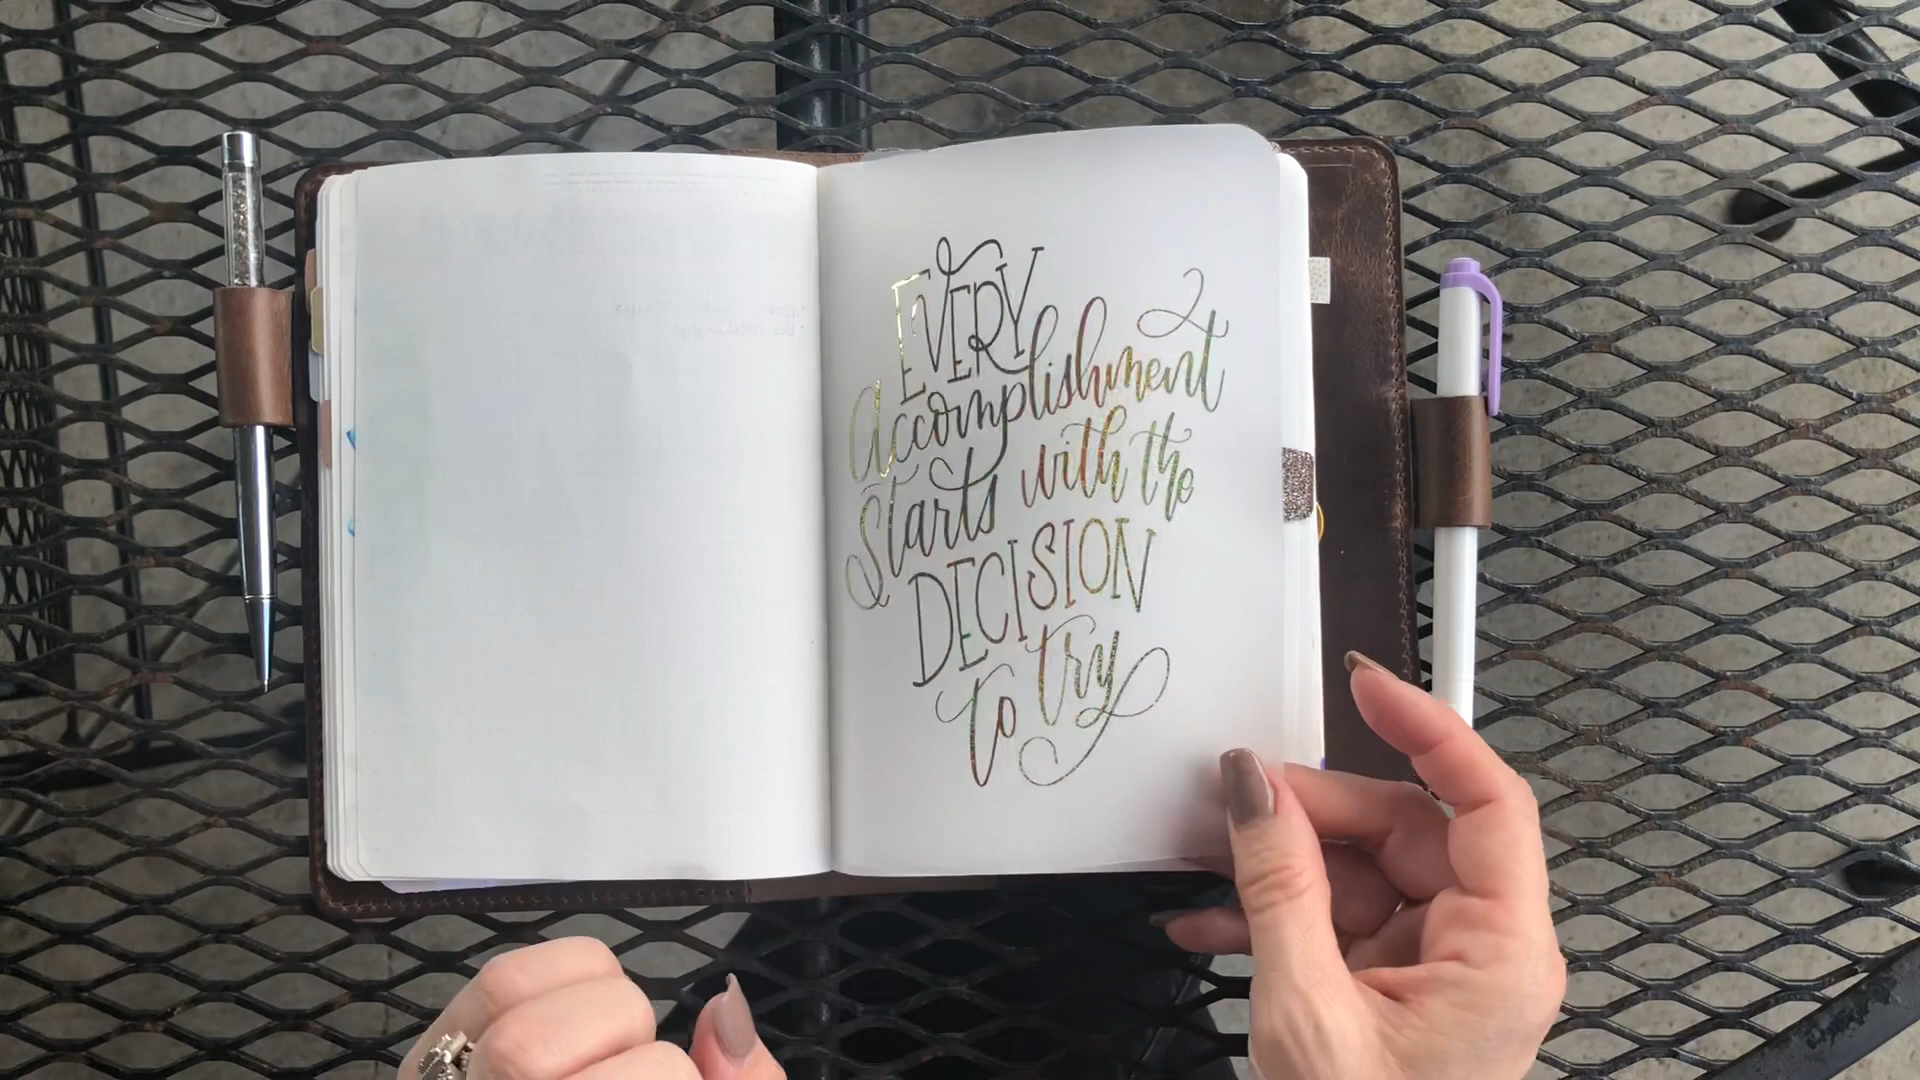 EVERY
Accomplishment
Starts with the
DECISION
to try